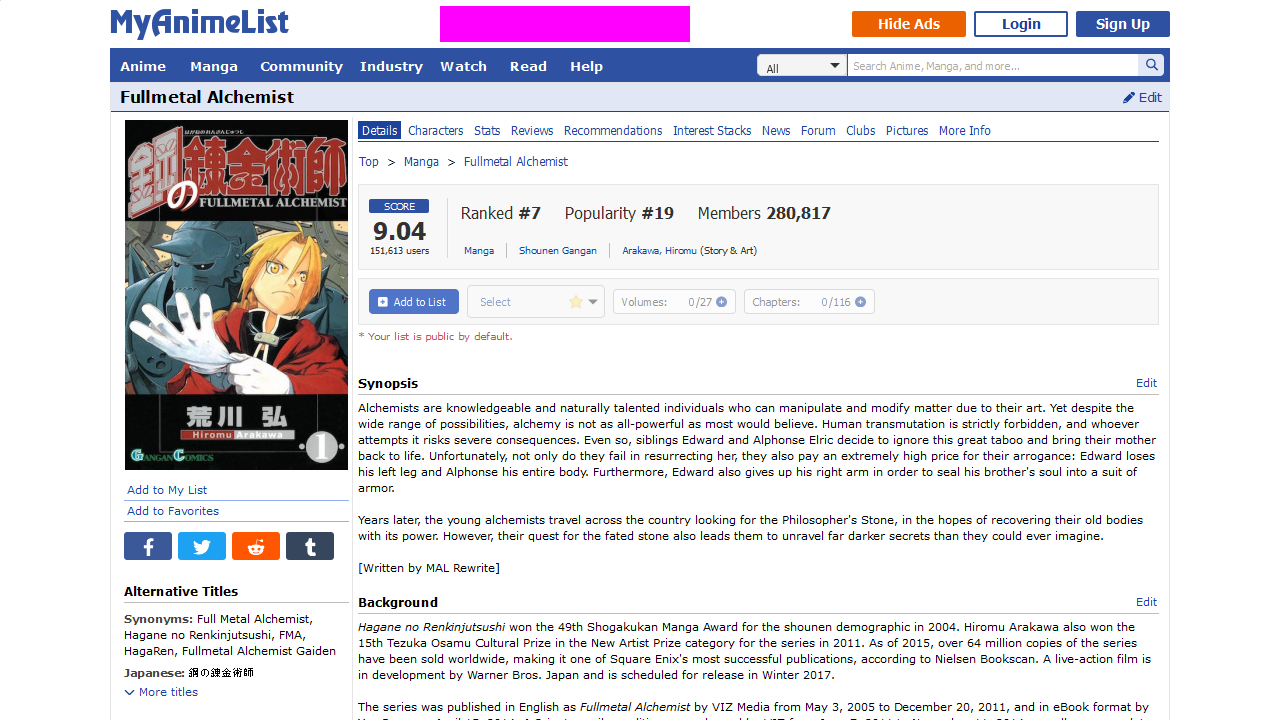 MyAnimeList
Hide Ads
Login
Sign Up
Anime Manga Community Industry Watch Read Help
All
Search Anime, Manga, and more...
Fullmetal Alchemist
Edit
はがねのれんきんじゅつし
鋼の錬金術師
FULLMETAL ALCHEMIST
荒川 弘
Hiromu Arakawa
1
GANGAN COMICS
Add to My List
Add to Favorites
Alternative Titles
Synonyms: Full Metal Alchemist,
Hagane no Renkinjutsushi, FMA,
HagaRen, Fullmetal Alchemist Gaiden
Japanese: 鋼の錬金術師
More titles
Details Characters Stats Reviews Recommendations Interest Stacks News Forum Clubs Pictures More Info
Top > Manga > Fullmetal Alchemist
SCORE
9.04
151,613 users
Ranked #7 Popularity #19 Members 280,817
Manga Shounen Gangan Arakawa, Hiromu (Story & Art)
Add to List
Select
Volumes: 0/27
Chapters: 0/116
* Your list is public by default.
Synopsis
Edit
Alchemists are knowledgeable and naturally talented individuals who can manipulate and modify matter due to their art. Yet despite the
wide range of possibilities, alchemy is not as all-powerful as most would believe. Human transmutation is strictly forbidden, and whoever
attempts it risks severe consequences. Even so, siblings Edward and Alphonse Elric decide to ignore this great taboo and bring their mother
back to life. Unfortunately, not only do they fail in resurrecting her, they also pay an extremely high price for their arrogance: Edward loses
his left leg and Alphonse his entire body. Furthermore, Edward also gives up his right arm in order to seal his brother's soul into a suit of
armor.
Years later, the young alchemists travel across the country looking for the Philosopher's Stone, in the hopes of recovering their old bodies
with its power. However, their quest for the fated stone also leads them to unravel far darker secrets than they could ever imagine.
[Written by MAL Rewrite]
Background
Edit
Hagane no Renkinjutsushi won the 49th Shogakukan Manga Award for the shounen demographic in 2004. Hiromu Arakawa also won the
15th Tezuka Osamu Cultural Prize in the New Artist Prize category for the series in 2011. As of 2015, over 64 million copies of the series
have been sold worldwide, making it one of Square Enix's most successful publications, according to Nielsen Bookscan. A live-action film is
in development by Warner Bros. Japan and is scheduled for release in Winter 2017.
The series was published in English as Fullmetal Alchemist by VIZ Media from May 3, 2005 to December 20, 2011, and in eBook format by